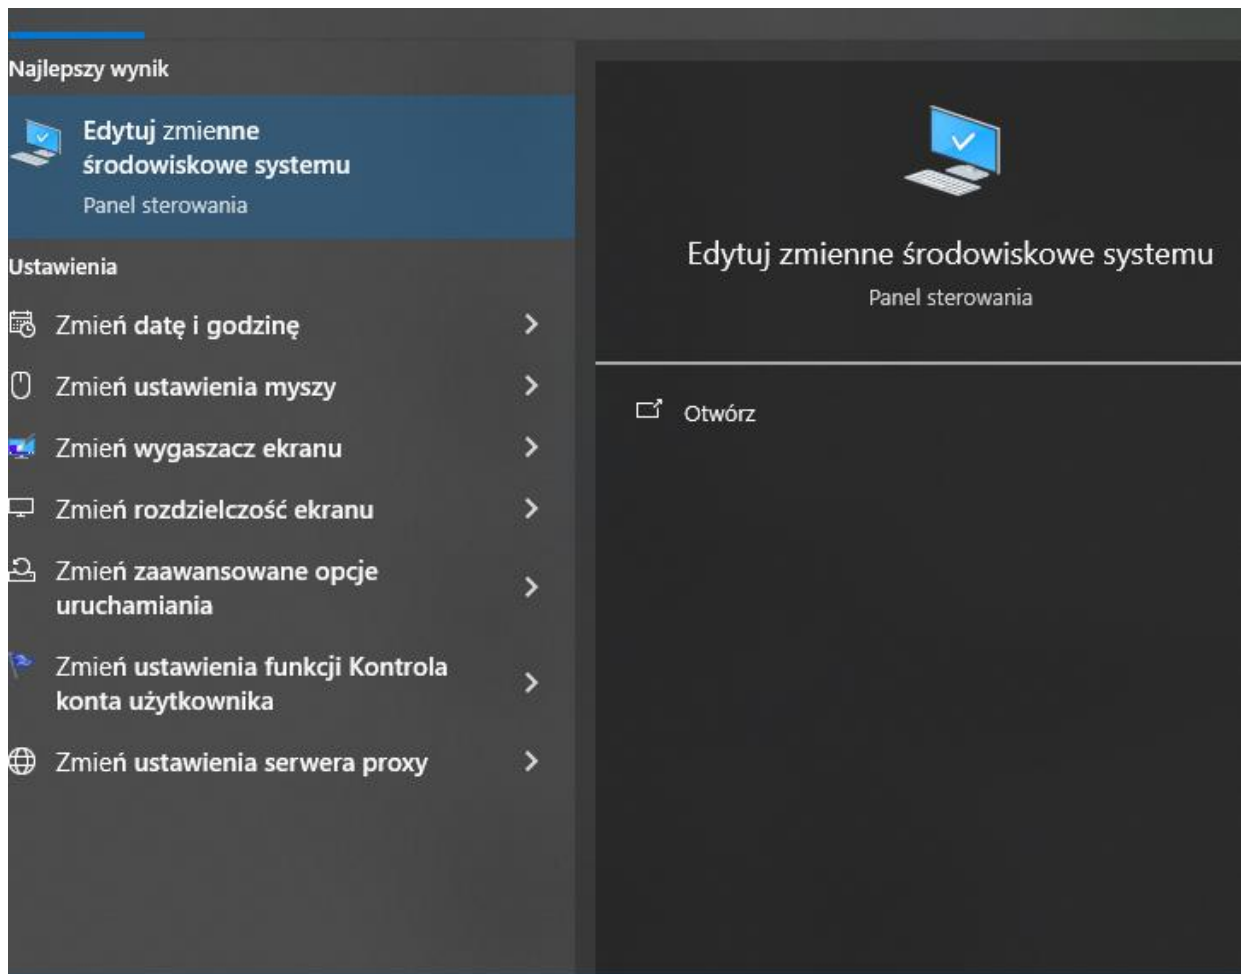 Najlepszy wynik
Edytuj zmienne
środowiskowe systemu
Panel sterowania
Ustawienia
Zmień datę i godzinę
Zmień ustawienia myszy
Zmień wygaszacz ekranu
Zmień rozdzielczość ekranu
Zmień zaawansowane opcje
uruchamiania
Zmień ustawienia funkcji Kontrola
konta użytkownika
Zmień ustawienia serwera proxy
Edytuj zmienne środowiskowe systemu
Panel sterowania
Otwórz